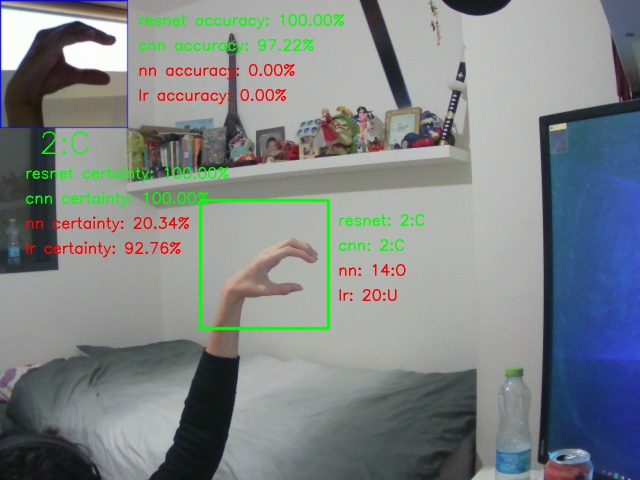 resnet accuracy: 100.00%
cnn accuracy: 97.22%
nn accuracy: 0.00%
lr accuracy: 0.00%
2:C
resnet certainty: 100.00%
cnn certainty: 100.00%
nn certainty: 20.34%
lr certainty: 92.76%
resnet: 2:C
cnn: 2:C
nn: 14:O
lr: 20:U